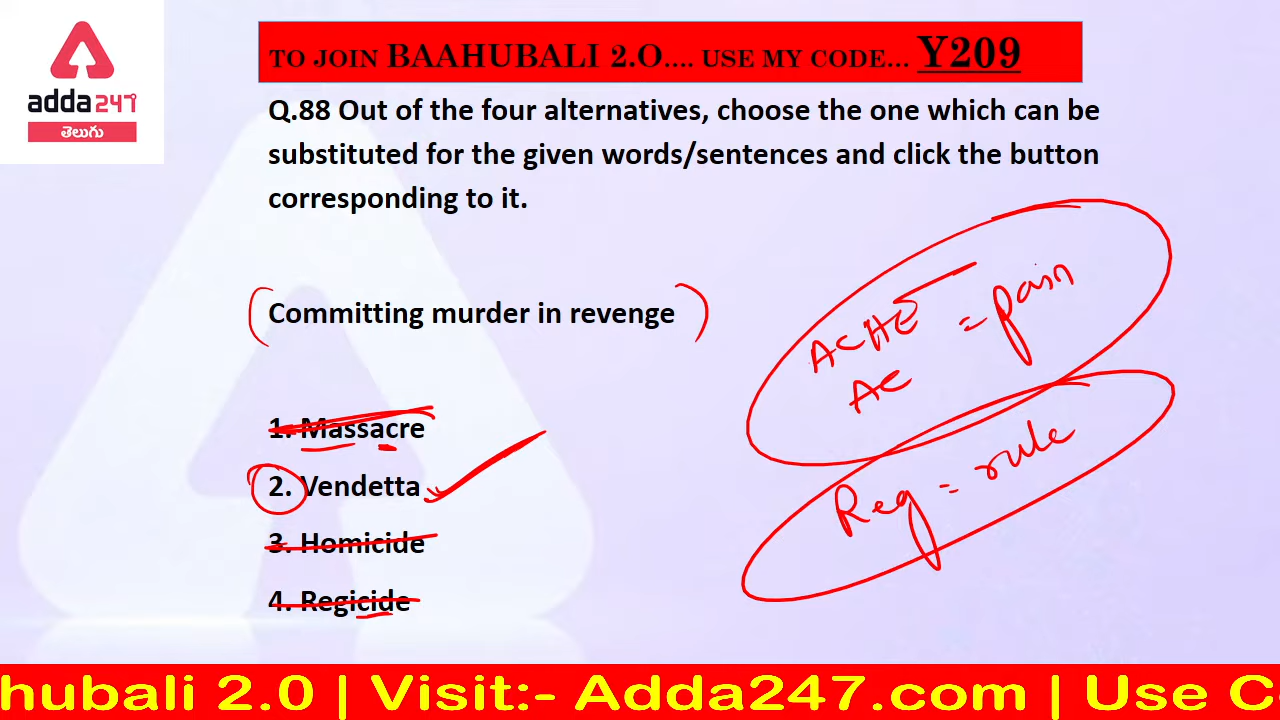 TO JOIN BAAHUBALI 2.O.... USE MY CODE... Y209
adda247
తెలుగు
Q.88 Out of the four alternatives, choose the one which can be
substituted for the given words/sentences and click the button
corresponding to it.
Committing murder in revenge
ACHE = pain
AC
1. Massacre
2. Vendetta
Reg = rule
3. Homicide
4. Regicide
hubali 2.0 | Visit:- Adda247.com | Use C